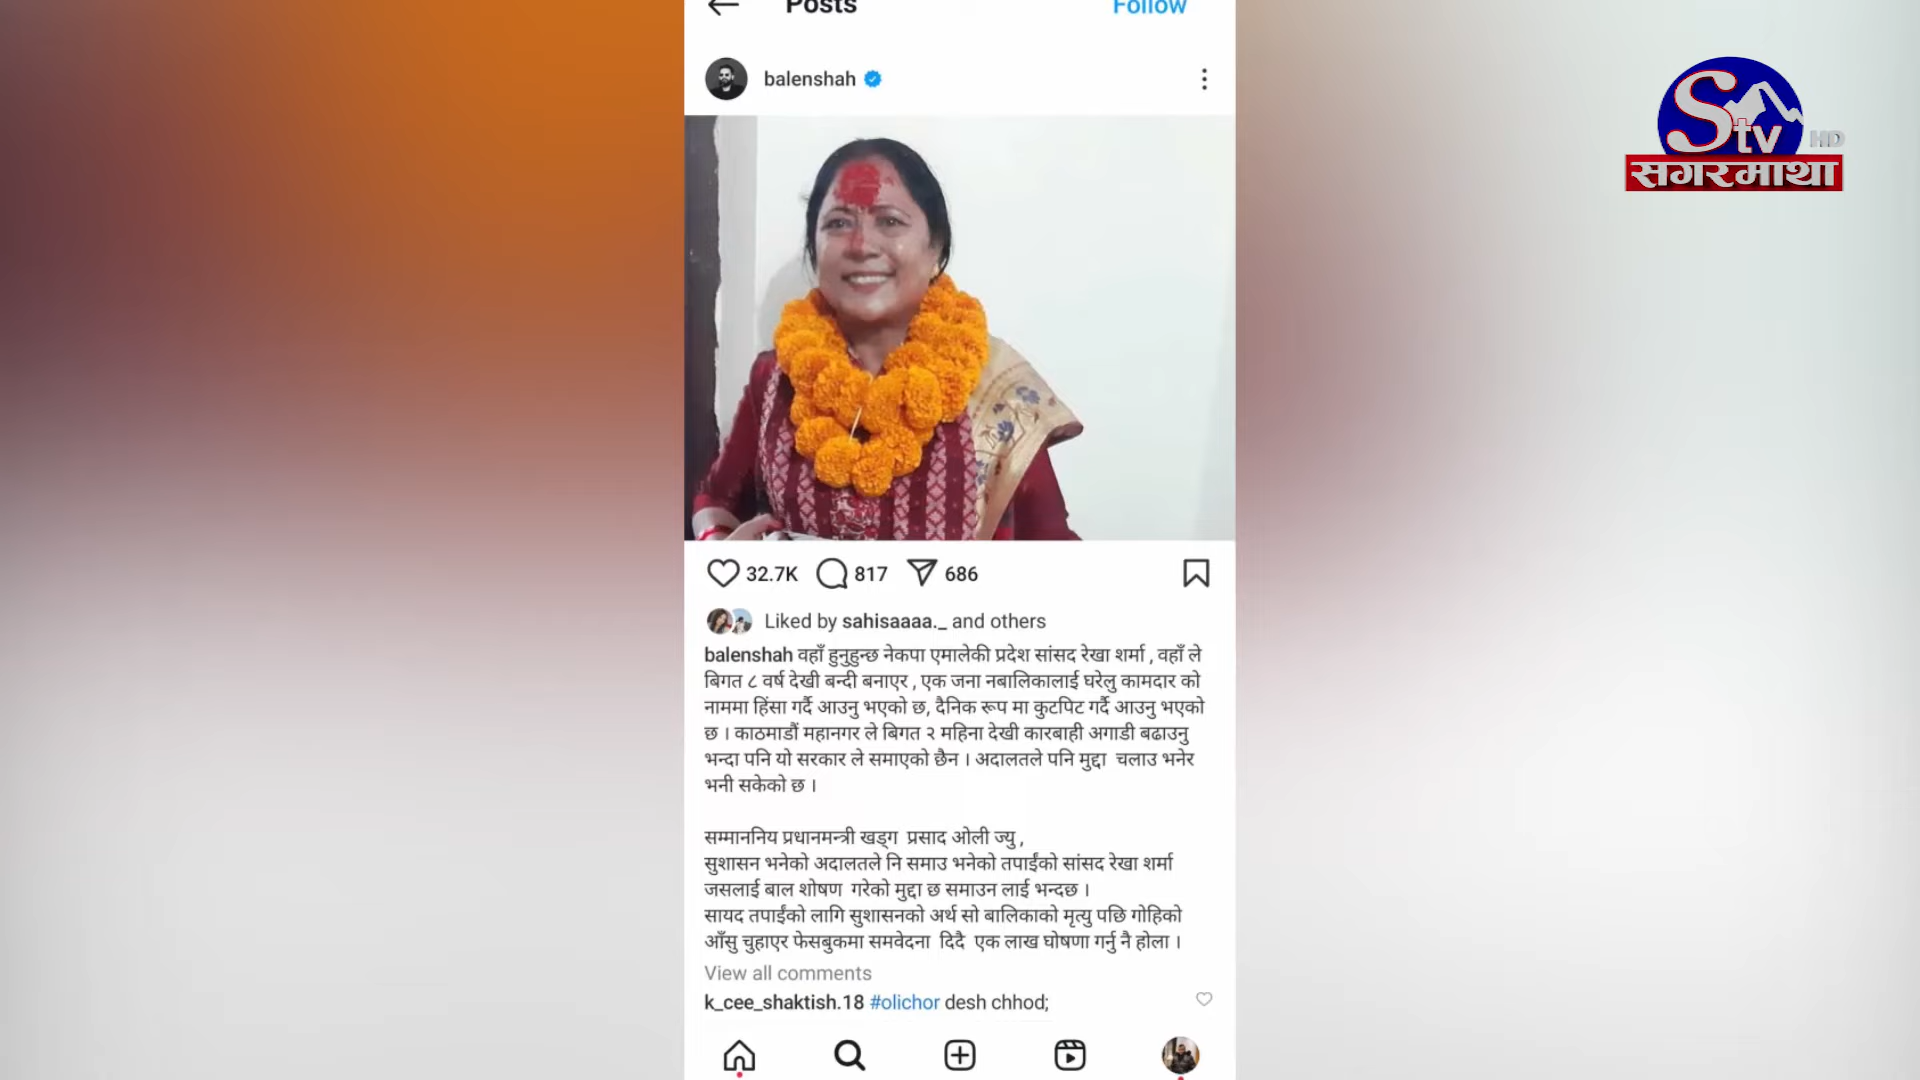 Posts
Follow
balenshah
Stv HD
सगरमाथा
32.7K 817 686
Liked by sahisaaaa._ and others
balenshah वहाँ हुनुहुन्छ नेकपा एमालेकी प्रदेश सांसद रेखा शर्मा , वहाँ ले
बिगत ८ वर्ष देखी बन्दी बनाएर , एक जना नबालिकालाई घरेलु कामदार को
नाममा हिंसा गर्दै आउनु भएको छ, दैनिक रूप मा कुटपिट गर्दै आउनु भएको
छ । काठमाडौं महानगर ले बिगत २ महिना देखी कारबाही अगाडी बढाउनु
भन्दा पनि यो सरकार ले समाएको छैन । अदालतले पनि मुद्दा चलाउ भनेर
भनी सकेको छ ।
सम्माननिय प्रधानमन्त्री खड्ग प्रसाद ओली ज्यु ,
सुशासन भनेको अदालतले नि समाउ भनेको तपाईंको सांसद रेखा शर्मा
जसलाई बाल शोषण गरेको मुद्दा छ समाउन लाई भन्दछ ।
सायद तपाईंको लागि सुशासनको अर्थ सो बालिकाको मृत्यु पछि गोहिको
आँसु चुहाएर फेसबुकमा समवेदना दिदै एक लाख घोषणा गर्नु नै होला ।
View all comments
k_cee_shaktish.18 #olichor desh chhod;